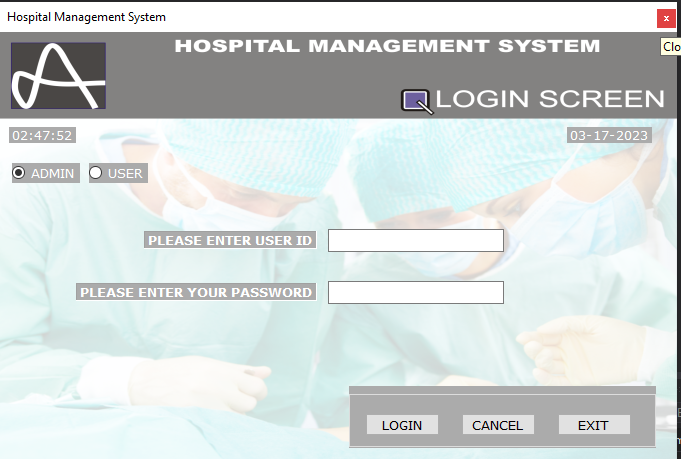 Hospital Management System
x
HOSPITAL MANAGEMENT SYSTEM
Clo
LOGIN SCREEN
02:47:52
03-17-2023
ADMIN USER
PLEASE ENTER USER ID
PLEASE ENTER YOUR PASSWORD
LOGIN CANCEL EXIT